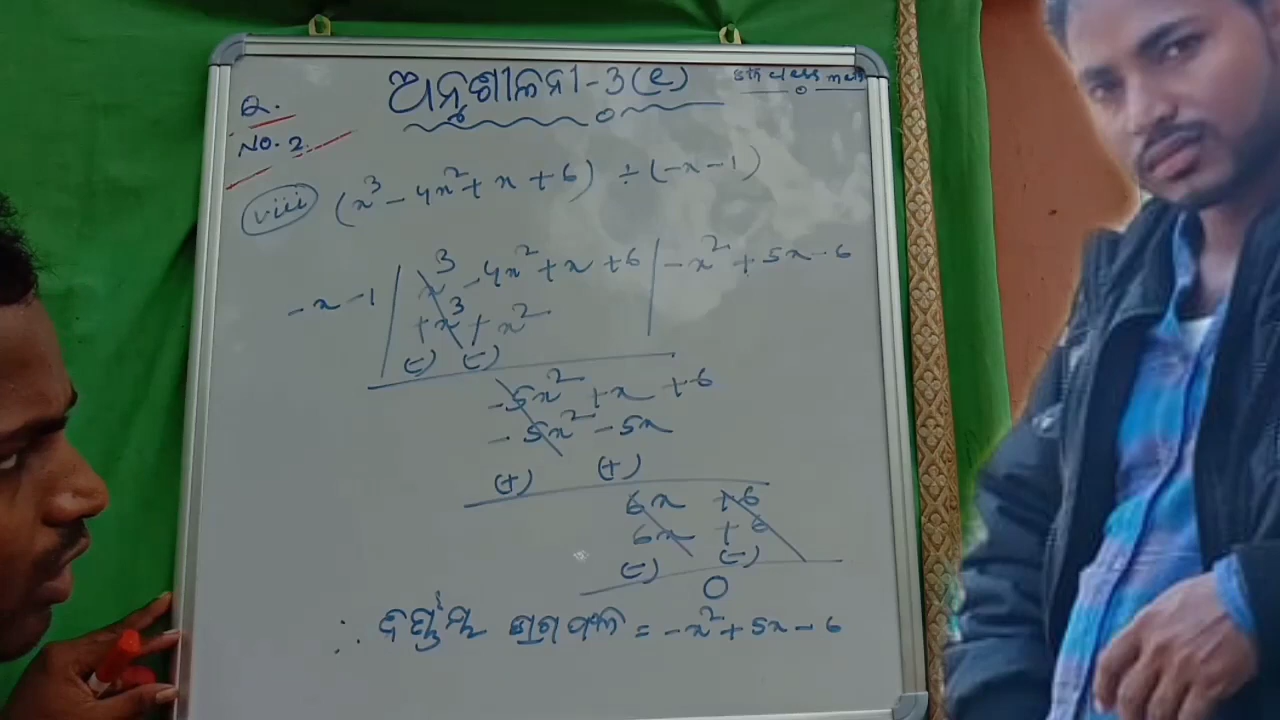 ଅନୁଶୀଳନୀ-3(e)
8th class math
Q.
NO. 2.
viii (x³ - 4x² + x + 6) ÷ (-x - 1)
-x - 1 | x³ - 4x² + x + 6 | -x² + 5x - 6
+x³ + x²
(-) (-)
-5x² + x + 6
-5x² - 5x
(+) (+)
6x + 6
6x + 6
(-) (-)
0
∴ ନିର୍ଣ୍ଣେୟ ଭାଗଫଳ = -x² + 5x - 6